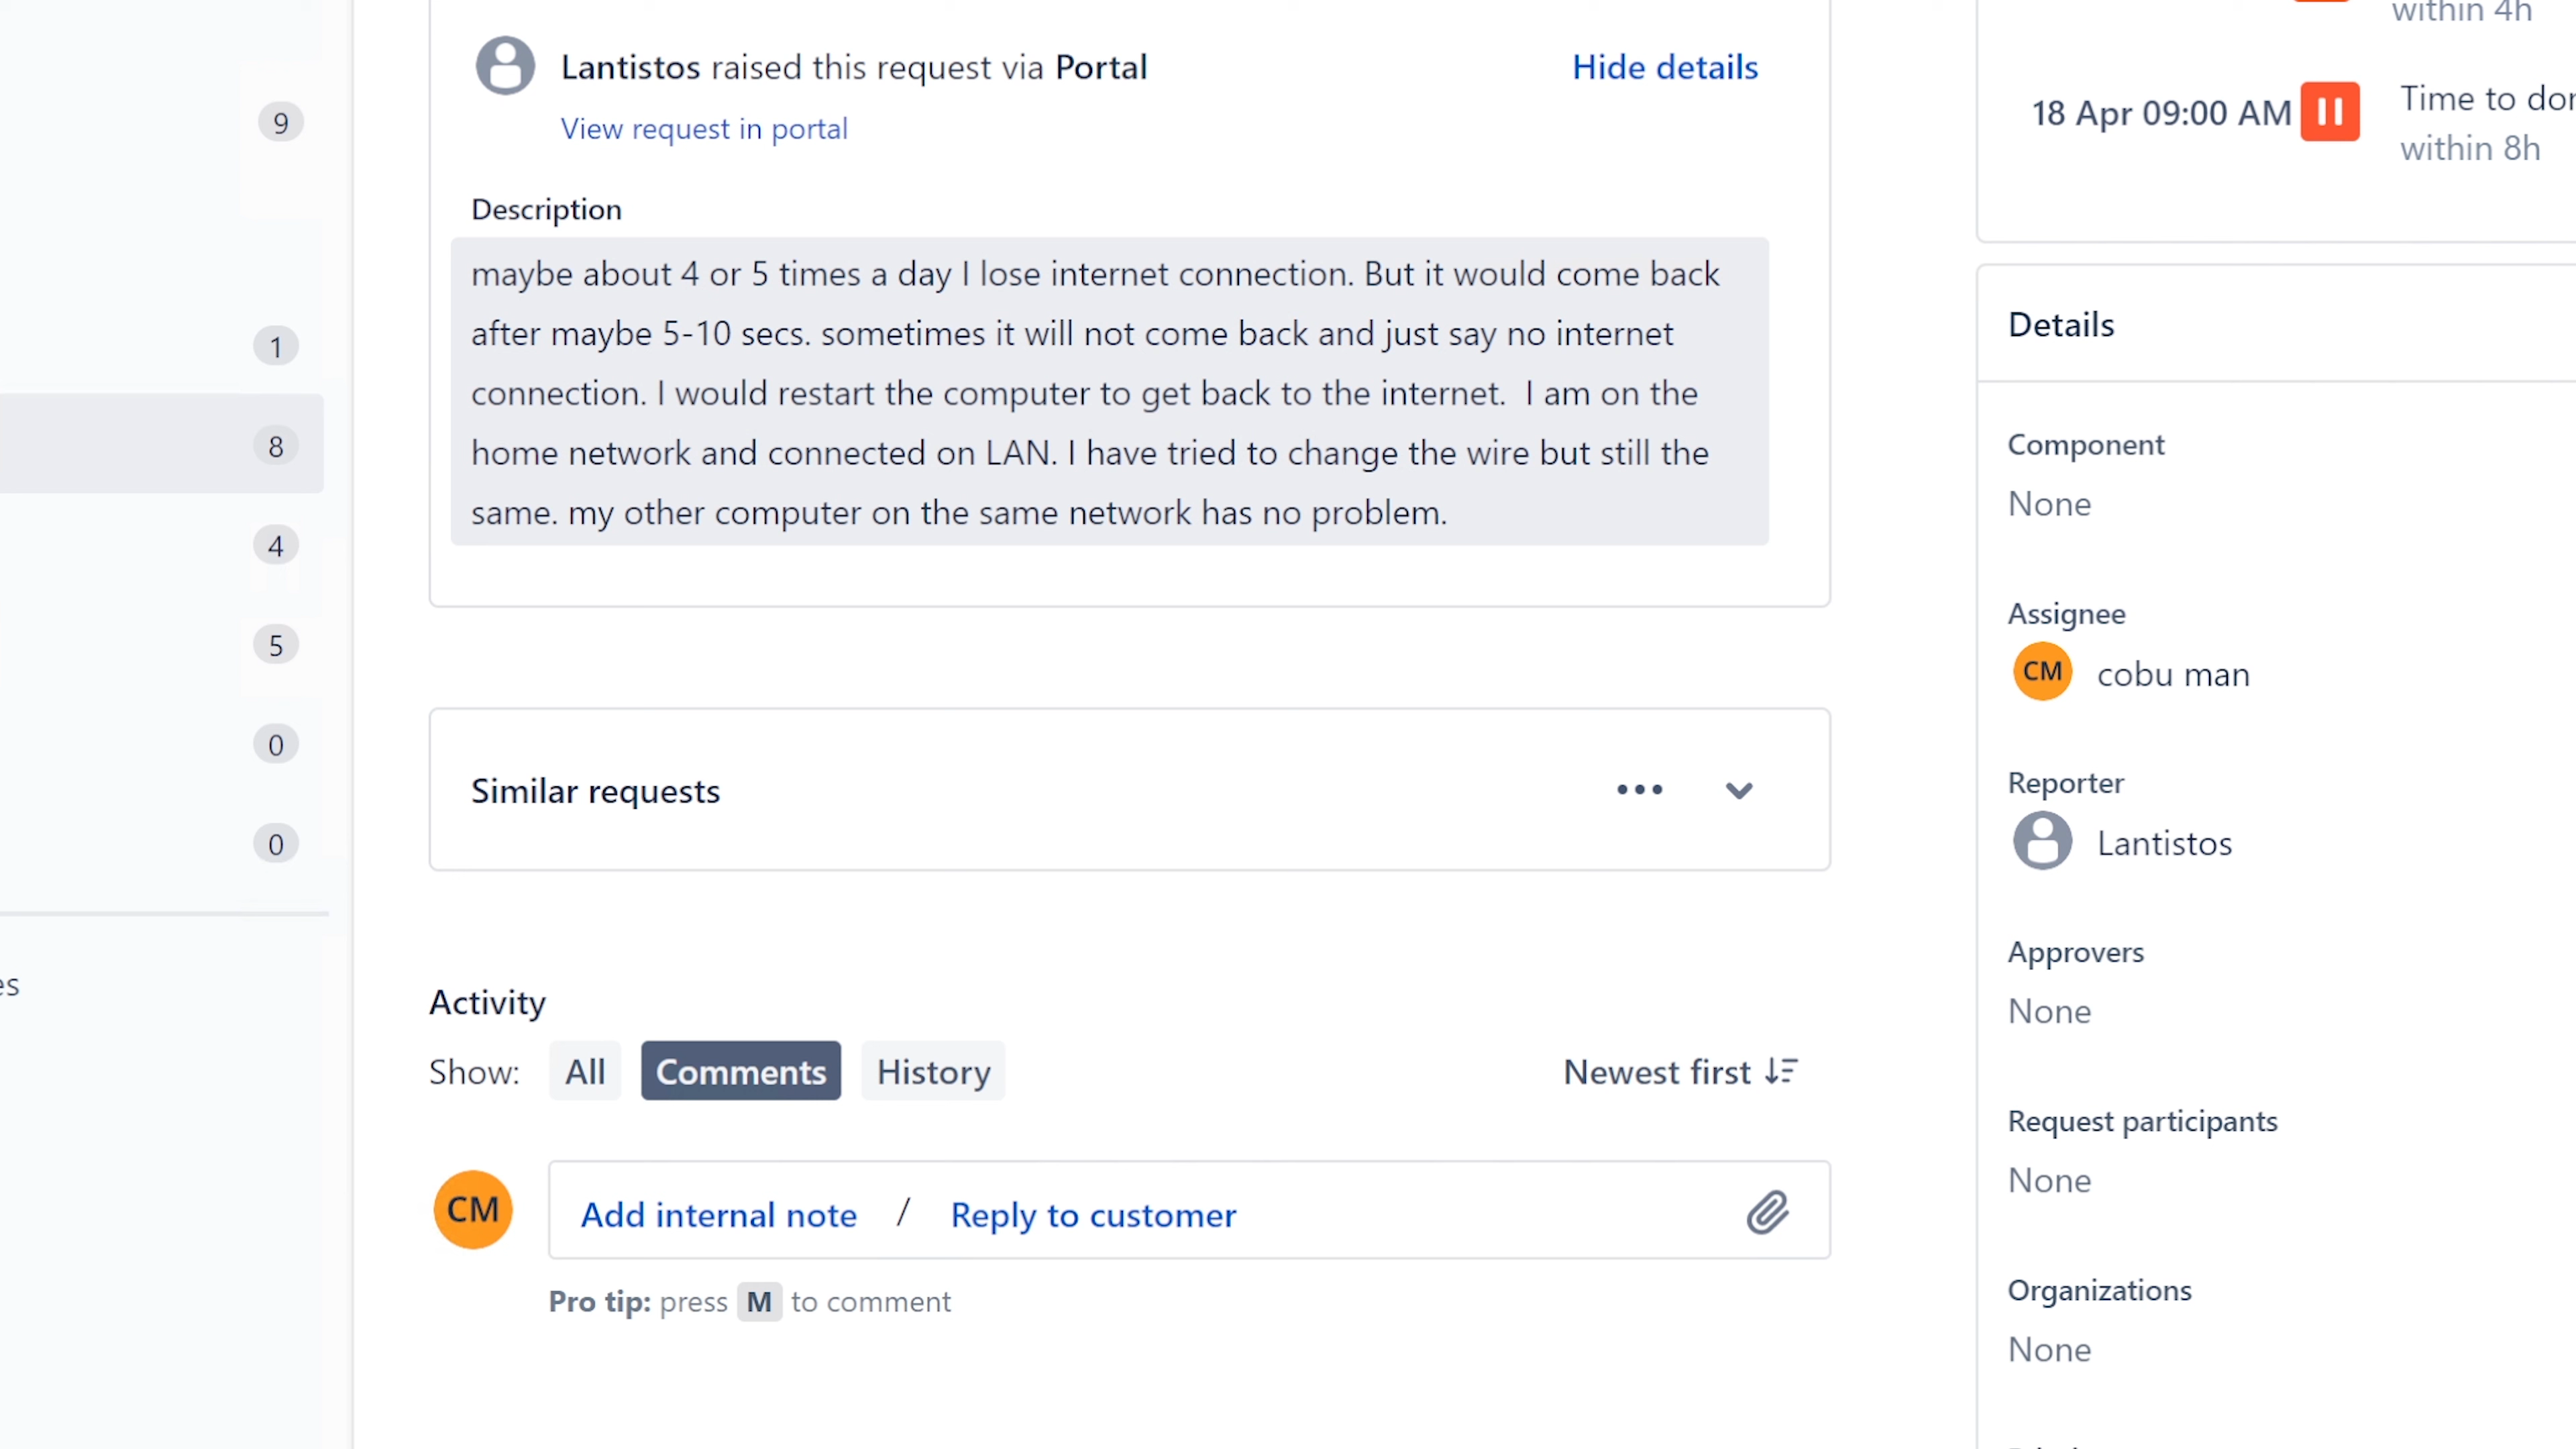 9
1
8
4
5
0
0
es
Lantistos raised this request via Portal
Hide details
View request in portal
Description
maybe about 4 or 5 times a day I lose internet connection. But it would come back
after maybe 5-10 secs. sometimes it will not come back and just say no internet
connection. I would restart the computer to get back to the internet.  I am on the
home network and connected on LAN. I have tried to change the wire but still the
same. my other computer on the same network has no problem.
Similar requests
Activity
Show: All Comments History
Newest first
CM
Add internal note / Reply to customer
Pro tip: press M to comment
within 4h
18 Apr 09:00 AM
Time to don
within 8h
Details
Component
None
Assignee
CM cobu man
Reporter
Lantistos
Approvers
None
Request participants
None
Organizations
None